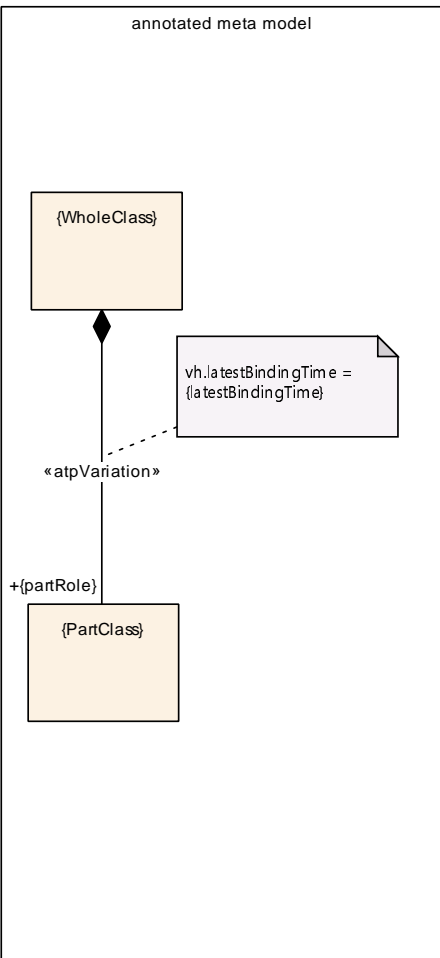 annotated meta model
{WholeClass}
vh.latestBindingTime =
{latestBindingTime}
«atpVariation»
+{partRole}
{PartClass}